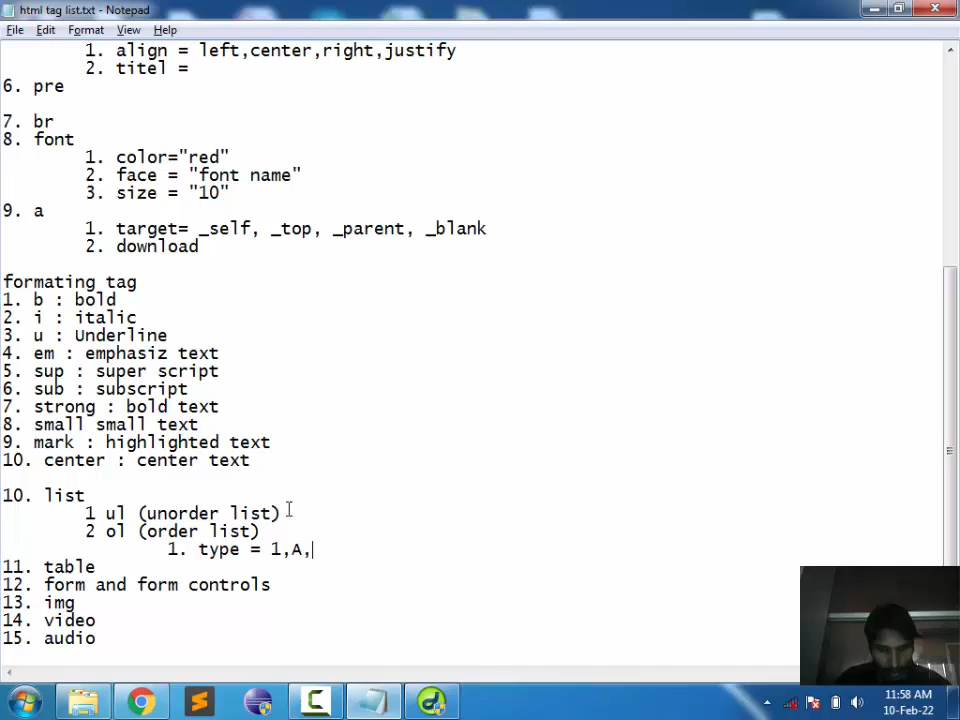 html tag list.txt - Notepad
File Edit Format View Help
1. align = left,center,right,justify
2. titel =
6. pre
7. br
8. font
1. color="red"
2. face = "font name"
3. size = "10"
9. a
1. target= _self, _top, _parent, _blank
2. download
formating tag
1. b : bold
2. i : italic
3. u : Underline
4. em : emphasiz text
5. sup : super script
6. sub : subscript
7. strong : bold text
8. small small text
9. mark : highlighted text
10. center : center text
10. list
1 ul (unorder list)
2 ol (order list)
1. type = 1,A,
11. table
12. form and form controls
13. img
14. video
15. audio
11:58 AM
10-Feb-22